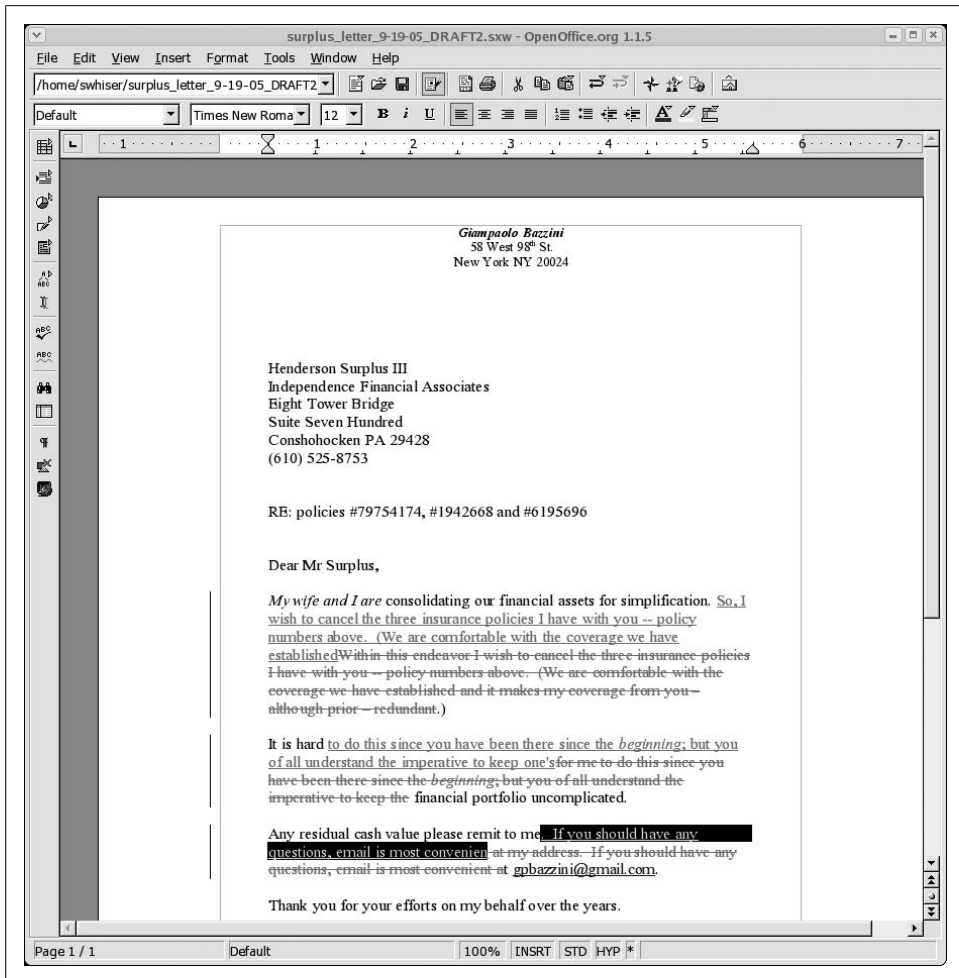 surplus_letter_9-19-05_DRAFT2.sxw - OpenOffice.org 1.1.5
File Edit View Insert Format Tools Window Help
/home/swhiser/surplus_letter_9-19-05_DRAFT2
Default Times New Roma 12 B i U
1 1 2 3 4 5 6 7
Giampaolo Bazzini
58 West 98th St.
New York NY 20024
Henderson Surplus III
Independence Financial Associates
Eight Tower Bridge
Suite Seven Hundred
Conshohocken PA 29428
(610) 525-8753
RE: policies #79754174, #1942668 and #6195696
Dear Mr Surplus,
My wife and I are consolidating our financial assets for simplification. So, I
wish to cancel the three insurance policies I have with you -- policy
numbers above. (We are comfortable with the coverage we have
establishedWithin this endeavor I wish to cancel the three insurance policies
I have with you -- policy numbers above. (We are comfortable with the
coverage we have established and it makes my coverage from you –
although prior – redundant.)
It is hard to do this since you have been there since the beginning; but you
of all understand the imperative to keep one'sfor me to do this since you
have been there since the beginning; but you of all understand the
imperative to keep the financial portfolio uncomplicated.
Any residual cash value please remit to me. If you should have any
questions, email is most convenien at my address. If you should have any
questions, email is most convenient at gpbazzini@gmail.com.
Thank you for your efforts on my behalf over the years.
Page 1 / 1 Default 100% INSRT STD HYP *